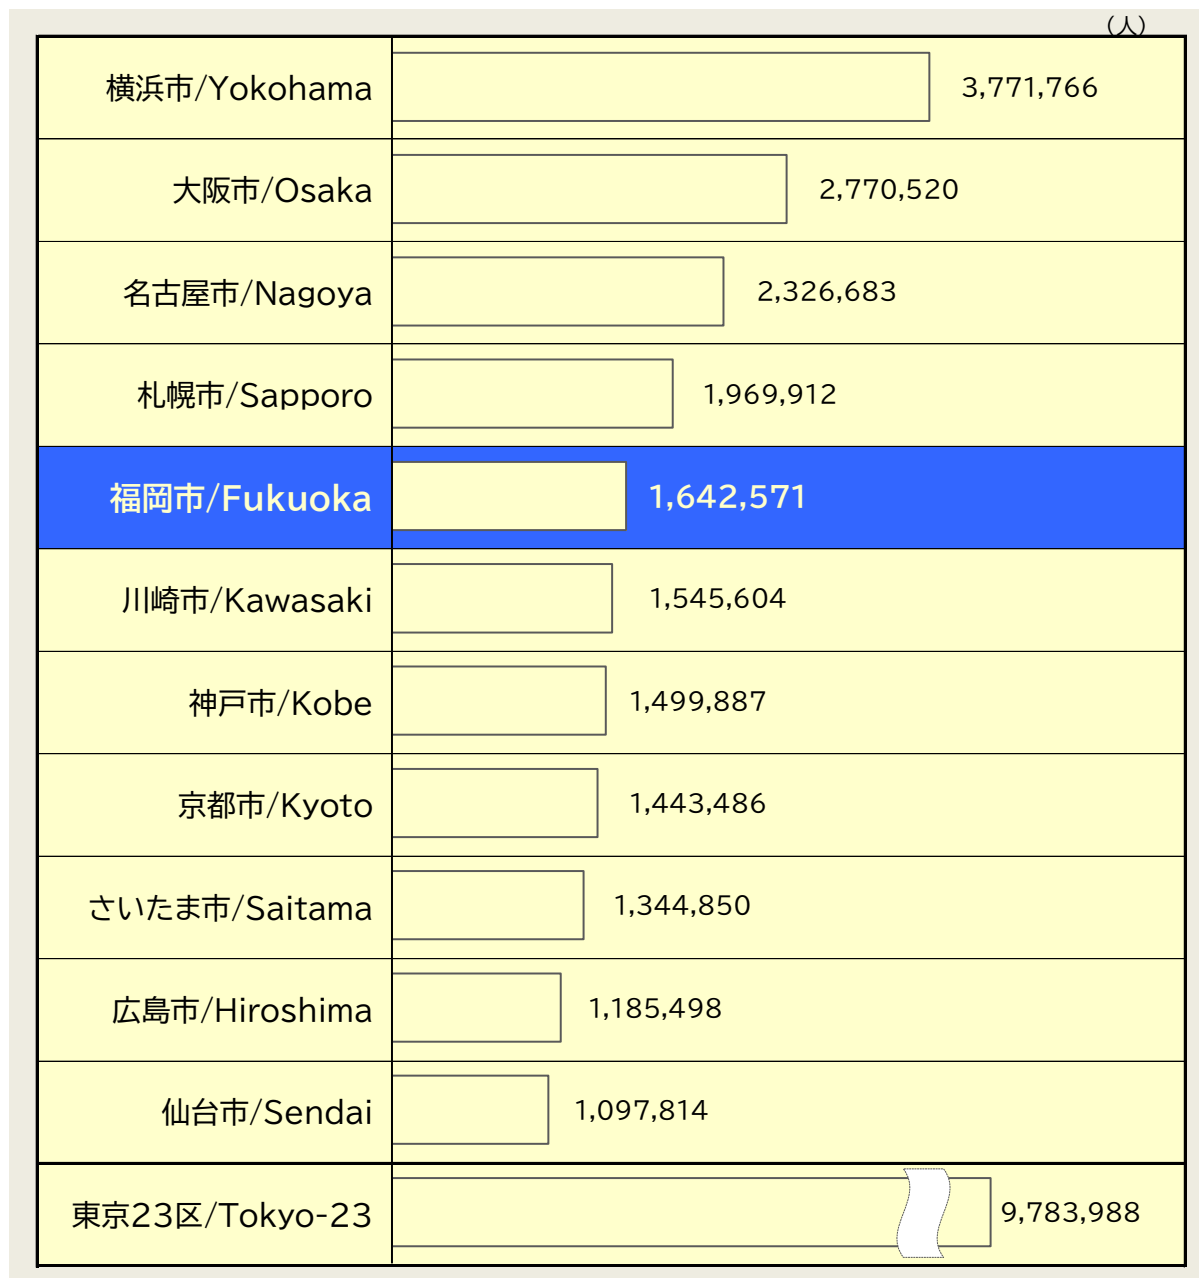 （人）
横浜市/Yokohama 3,771,766
大阪市/Osaka 2,770,520
名古屋市/Nagoya 2,326,683
札幌市/Sapporo 1,969,912
福岡市/Fukuoka 1,642,571
川崎市/Kawasaki 1,545,604
神戸市/Kobe 1,499,887
京都市/Kyoto 1,443,486
さいたま市/Saitama 1,344,850
広島市/Hiroshima 1,185,498
仙台市/Sendai 1,097,814
東京23区/Tokyo-23 9,783,988